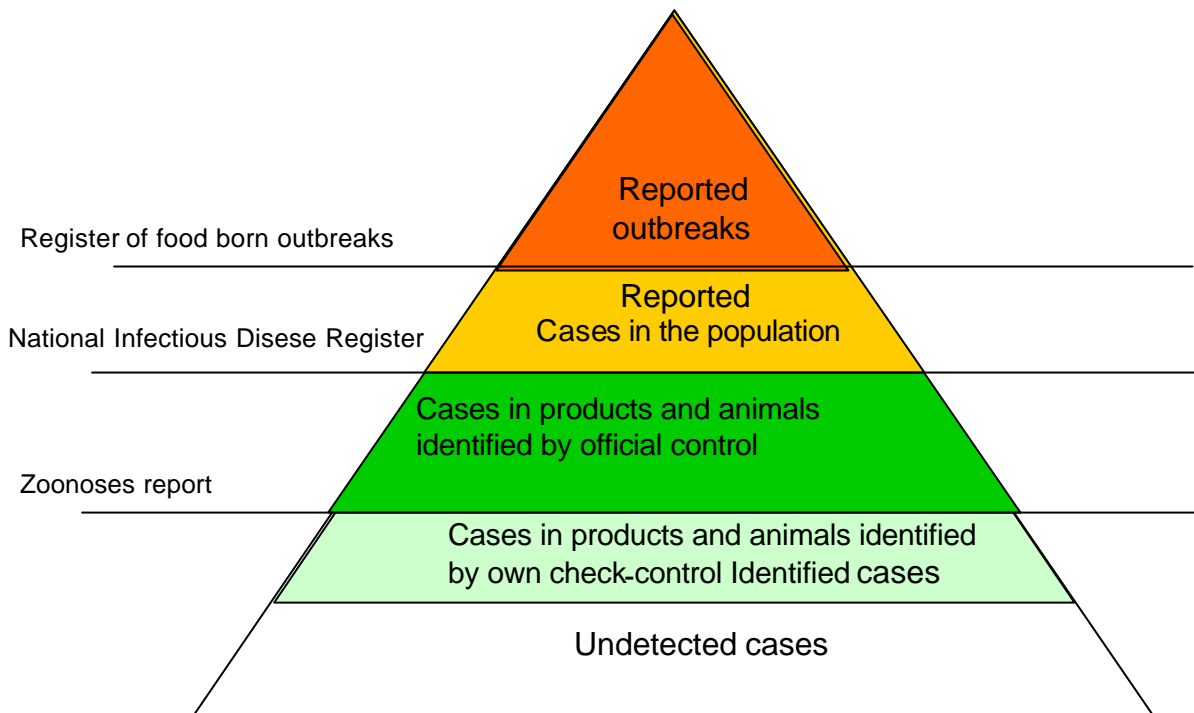 Reported
outbreaks
Register of food born outbreaks
Reported
Cases in the population
National Infectious Disese Register
Cases in products and animals
identified by official control
Zoonoses report
Cases in products and animals identified
by own check-control Identified cases
Undetected cases